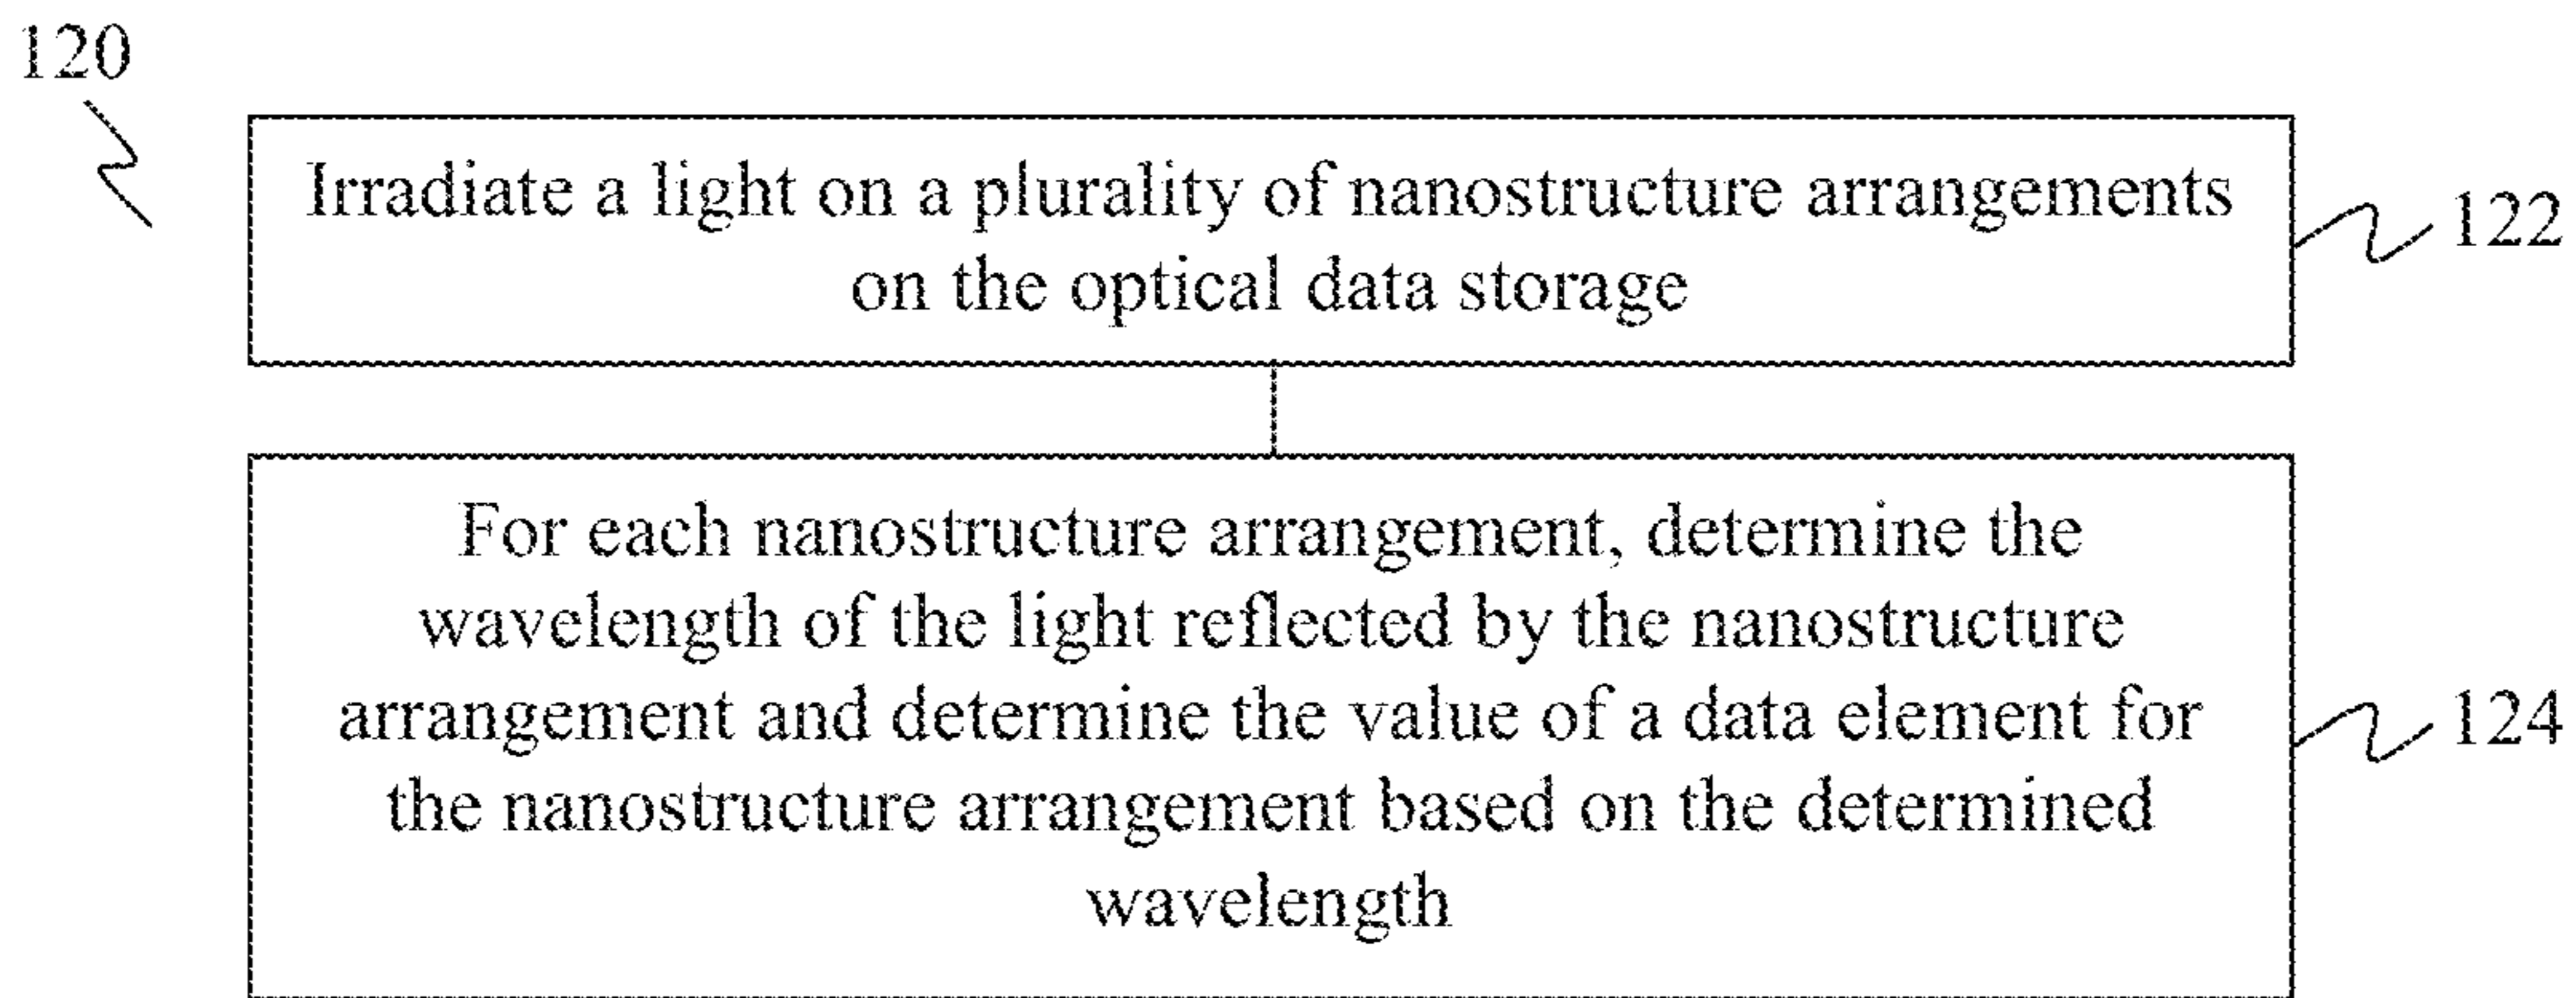 120
Irradiate a light on a plurality of nanostructure arrangements
on the optical data storage
122
For each nanostructure arrangement, determine the
wavelength of the light reflected by the nanostructure
arrangement and determine the value of a data element for
the nanostructure arrangement based on the determined
wavelength
124